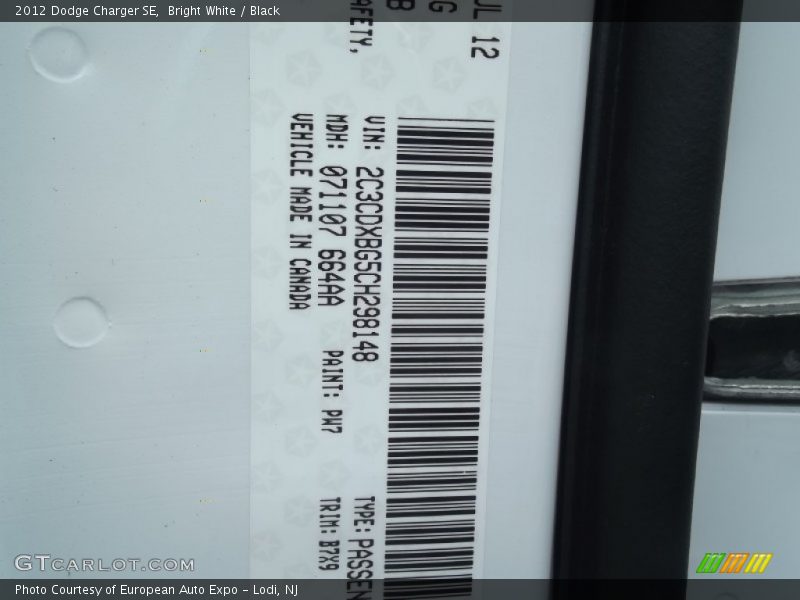 2012 Dodge Charger SE,  Bright White / Black
UL 12
G
B
AFETY,
VIN: 2C3CDXBG5CH298148 TYPE: PASSEN
MDH: 071107 664AA PAINT: PW7 TRIM: B7X9
VEHICLE MADE IN CANADA
GTCARLOT.COM
Photo Courtesy of European Auto Expo - Lodi, NJ